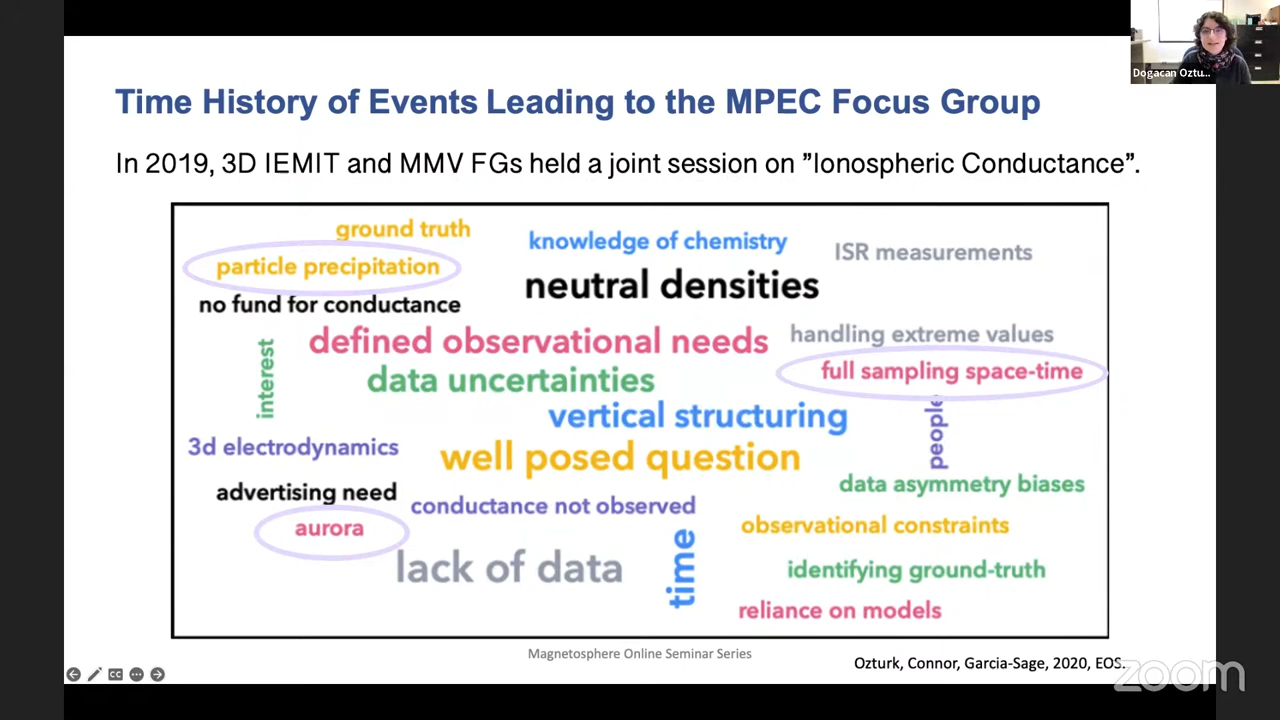 Dogacan Oztu...
Time History of Events Leading to the MPEC Focus Group
In 2019, 3D IEMIT and MMV FGs held a joint session on ”Ionospheric Conductance”.
ground truth
knowledge of chemistry
ISR measurements
particle precipitation
neutral densities
no fund for conductance
handling extreme values
defined observational needs
interest
full sampling space-time
data uncertainties
vertical structuring
people
3d electrodynamics
well posed question
data asymmetry biases
advertising need
conductance not observed
observational constraints
aurora
time
lack of data
identifying ground-truth
reliance on models
Magnetosphere Online Seminar Series
Ozturk, Connor, Garcia-Sage, 2020, EOS.
CC
zoom